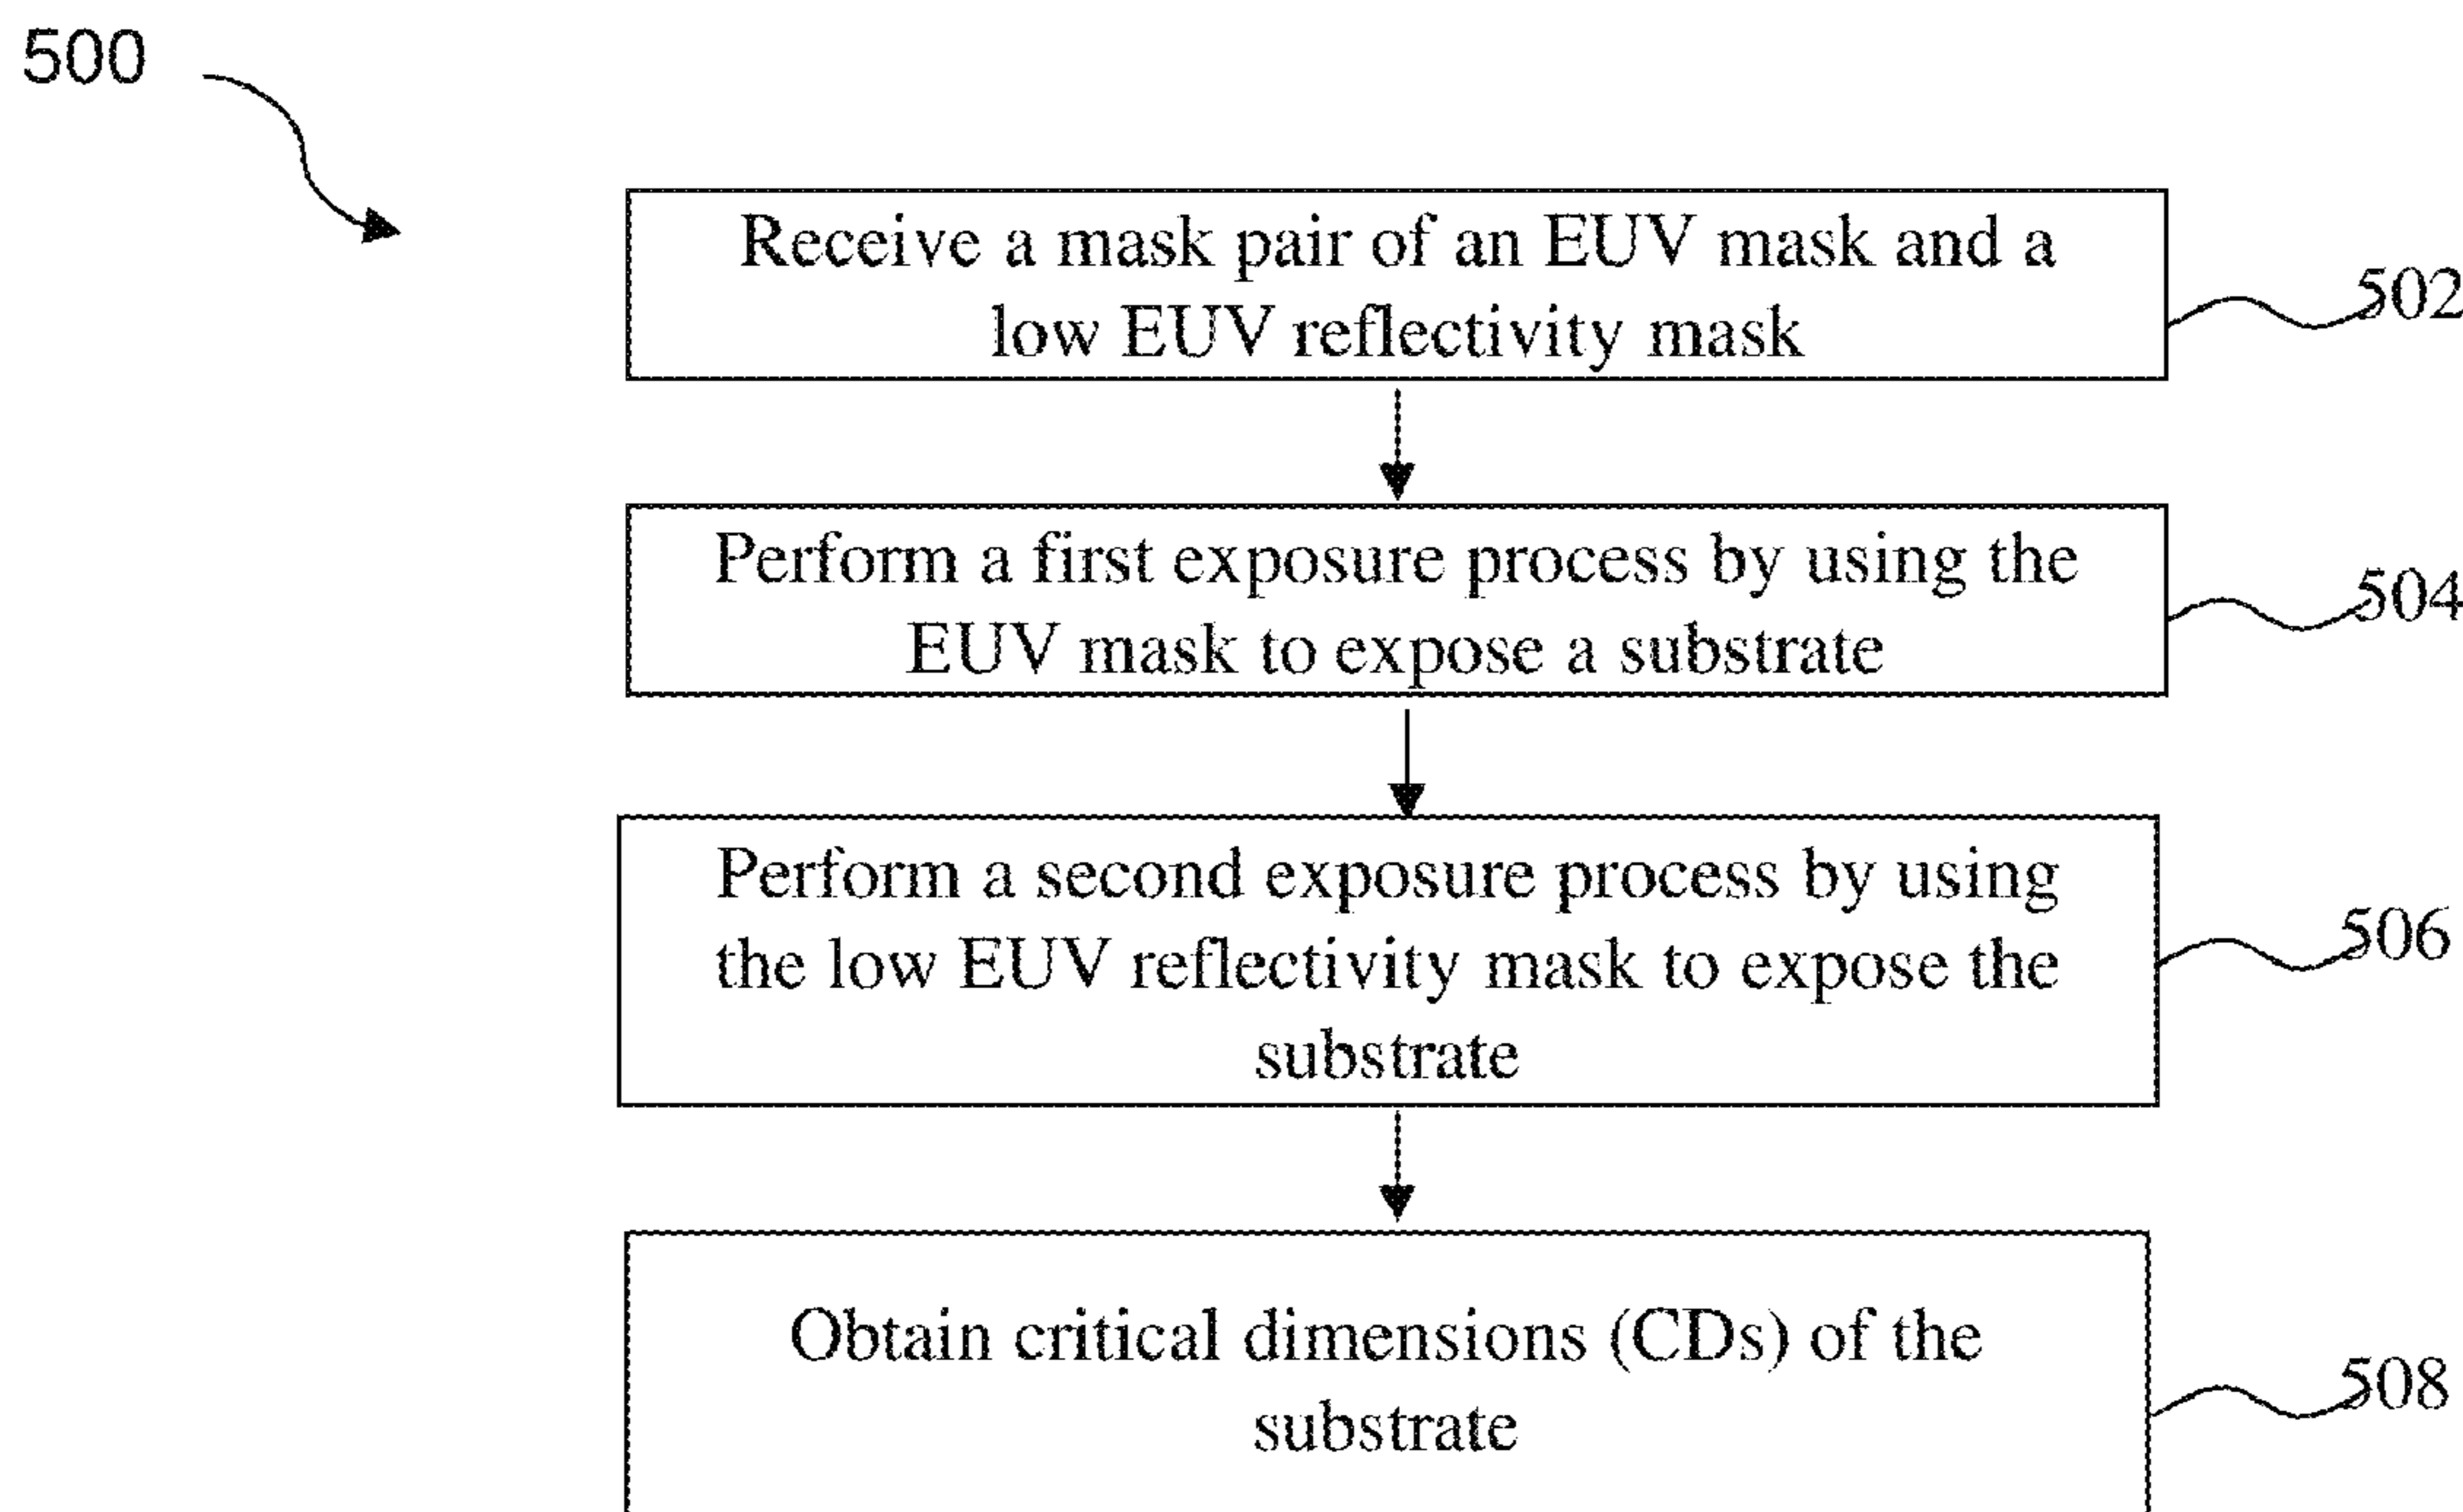 500
Receive a mask pair of an EUV mask and a
low EUV reflectivity mask
502
Perform a first exposure process by using the
EUV mask to expose a substrate
504
Perform a second exposure process by using
the low EUV reflectivity mask to expose the
substrate
506
Obtain critical dimensions (CDs) of the
substrate
508